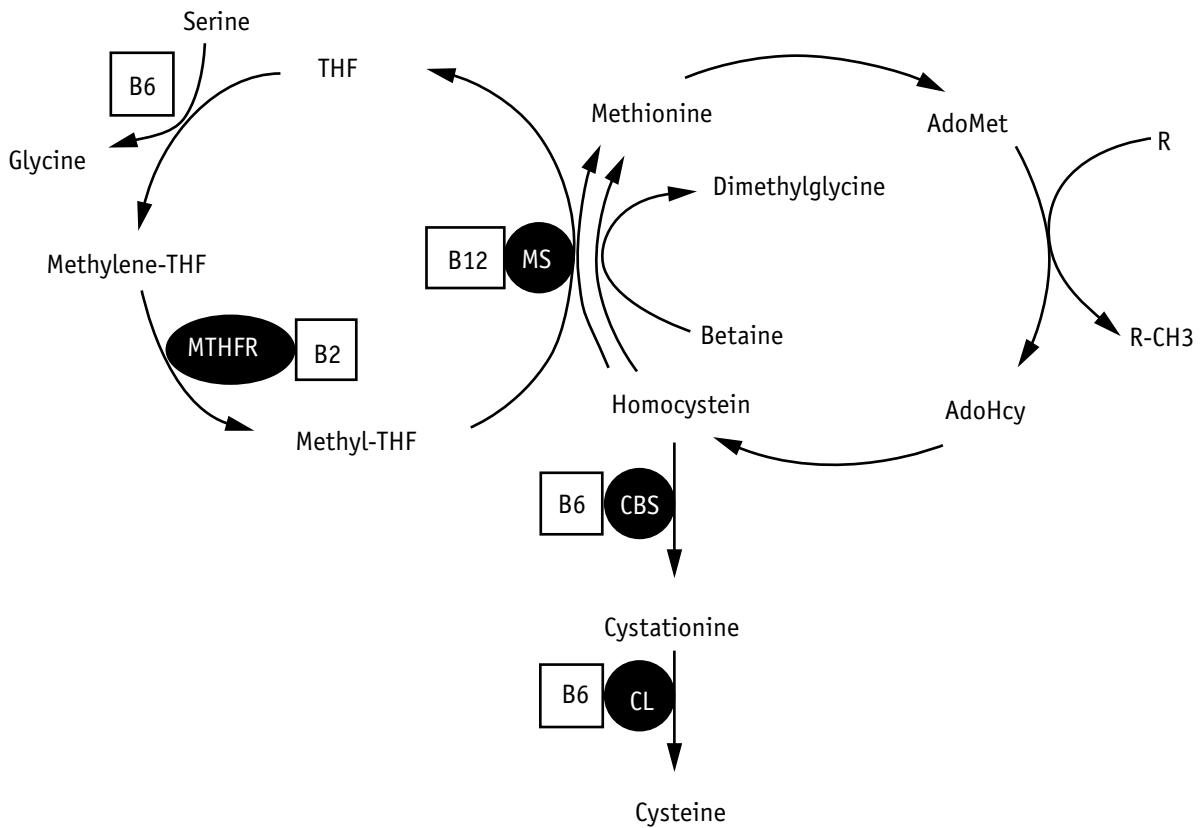 Serine
B6
THF
Glycine
Methionine
AdoMet
R
Dimethylglycine
B12
MS
Methylene-THF
MTHFR
B2
Betaine
R-CH3
Homocystein
AdoHcy
Methyl-THF
B6
CBS
Cystationine
B6
CL
Cysteine